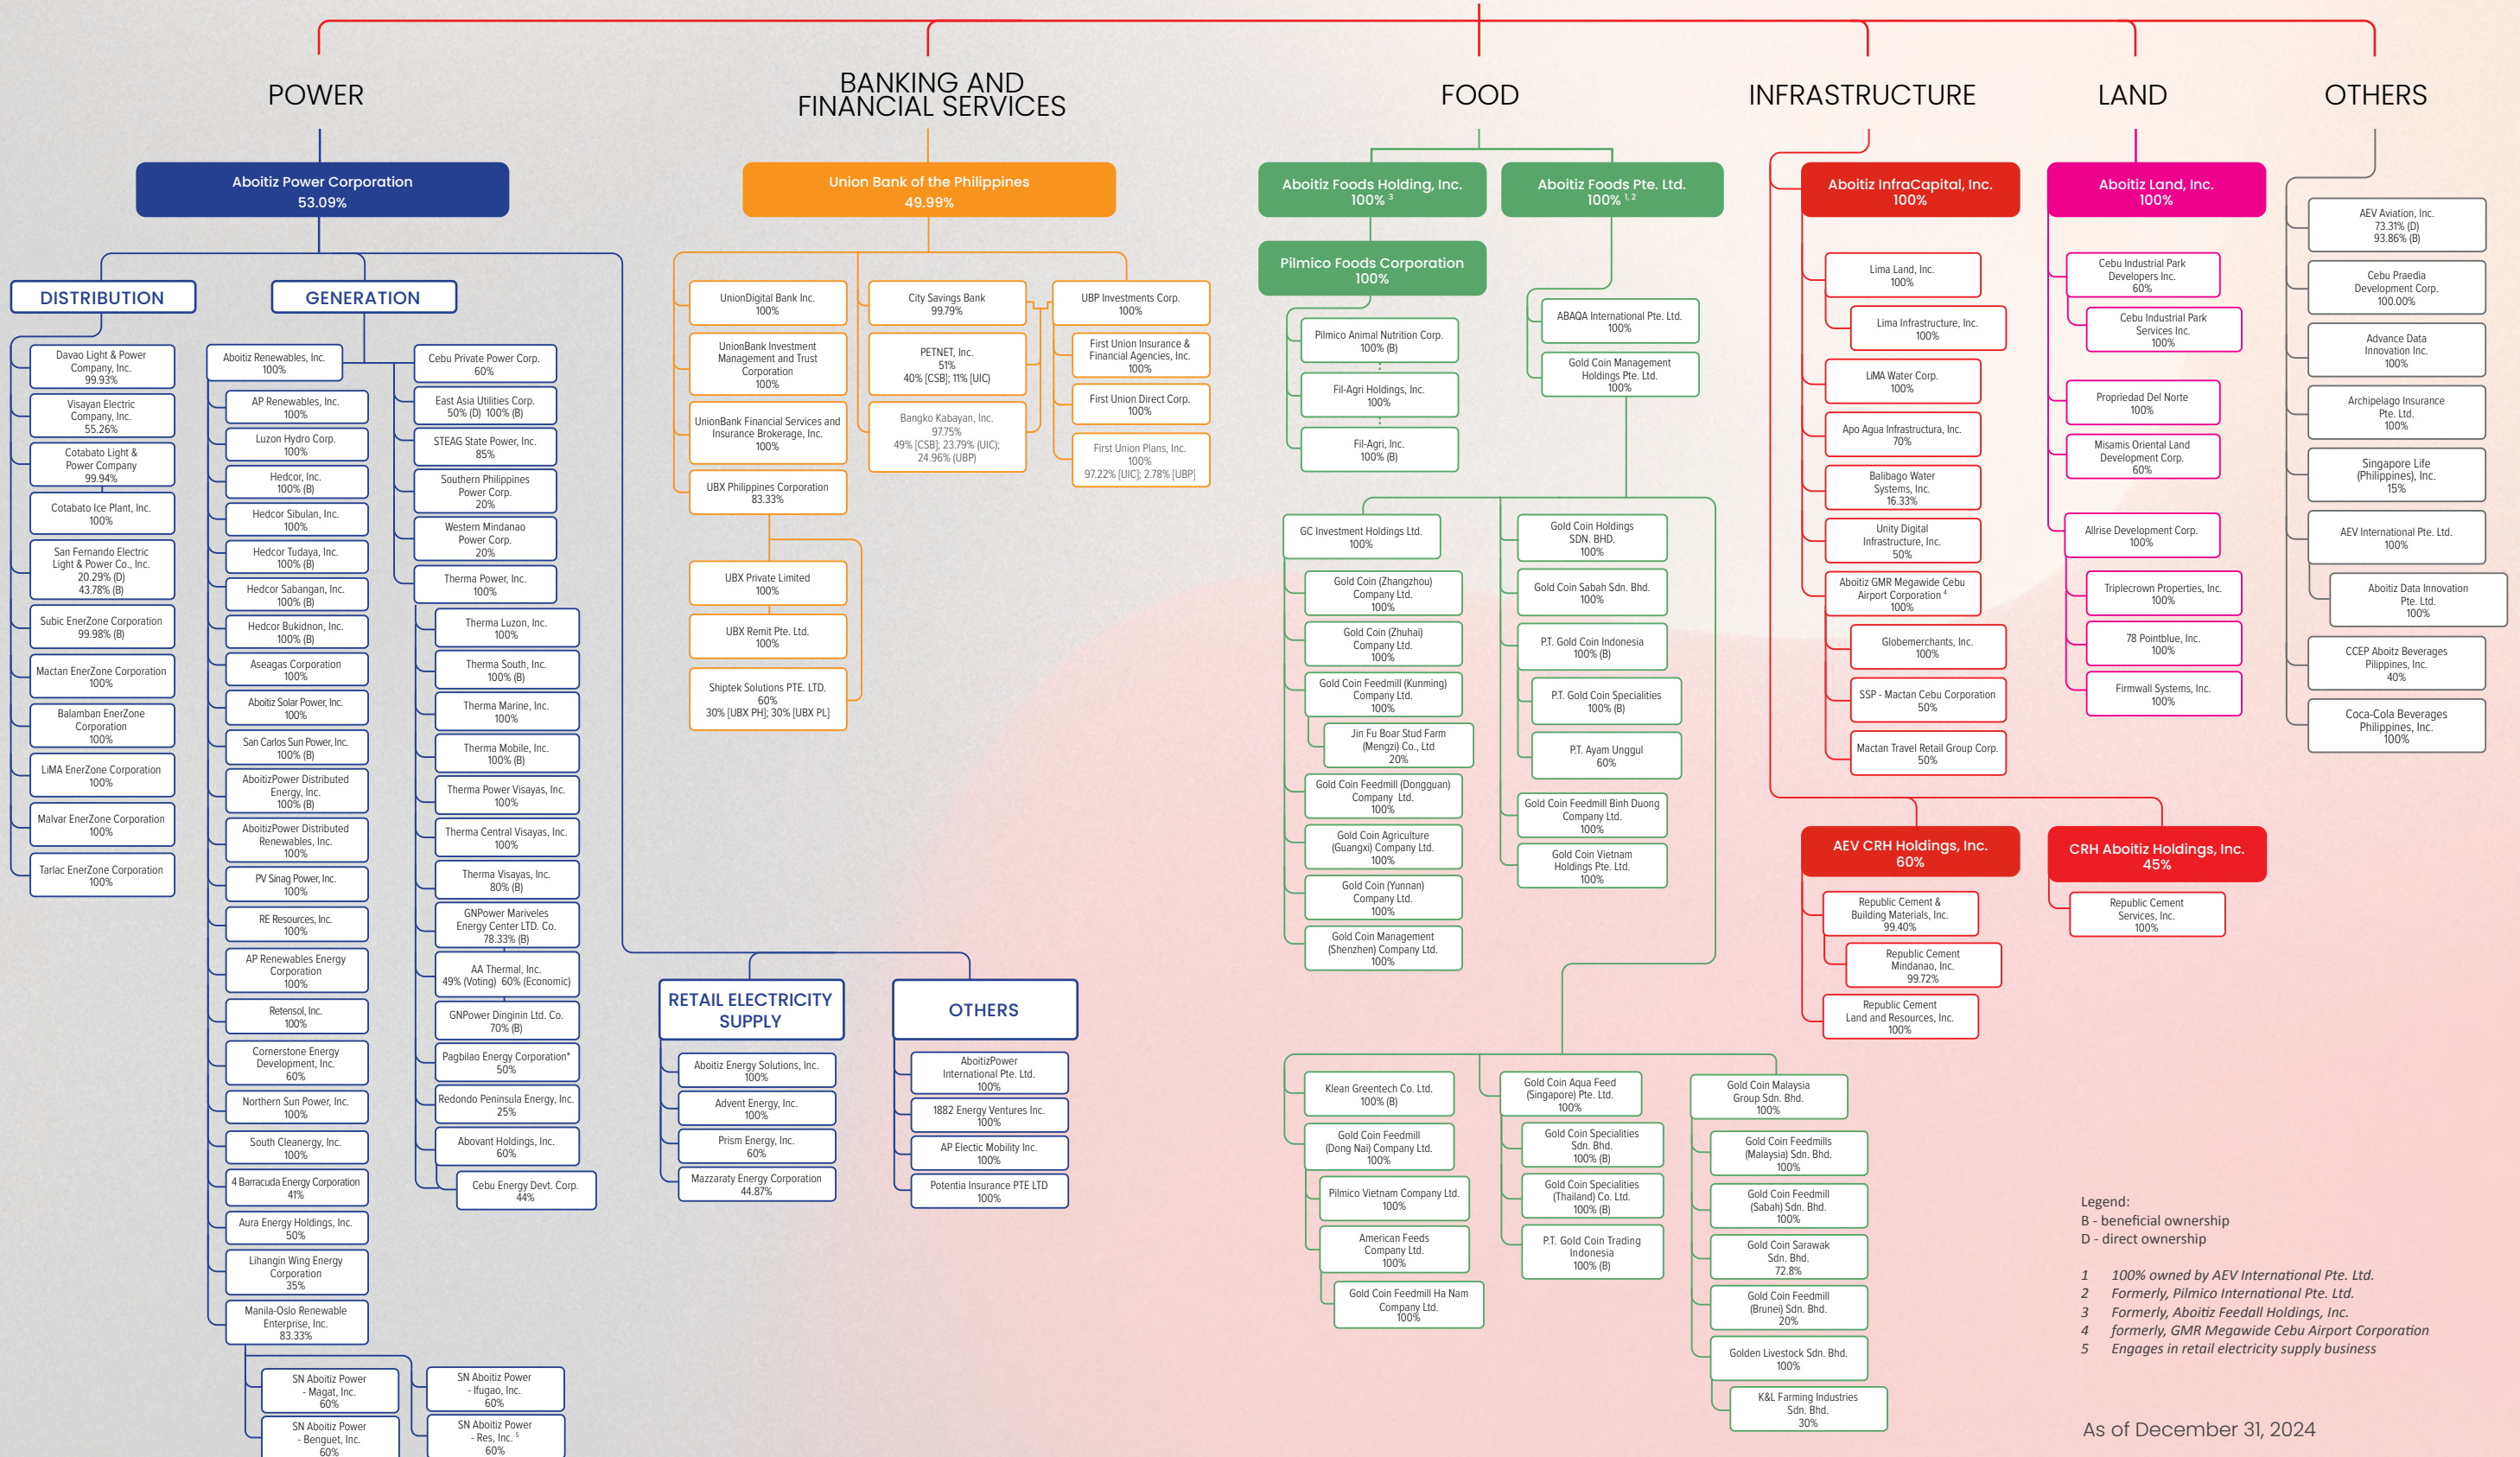 POWER
BANKING AND
FINANCIAL SERVICES
FOOD
INFRASTRUCTURE
LAND
OTHERS
Aboitiz Power Corporation
53.09%
DISTRIBUTION
Davao Light & Power
Company, Inc.
99.93%
Visayan Electric
Company, Inc.
55.26%
Cotabato Light &
Power Company
99.94%
Cotabato Ice Plant, Inc.
100%
San Fernando Electric
Light & Power Co., Inc.
20.29% (D)
43.78% (B)
Subic EnerZone Corporation
99.98% (B)
Mactan EnerZone Corporation
100%
Balamban EnerZone
Corporation
100%
LiMA EnerZone Corporation
100%
Malvar EnerZone Corporation
100%
Tarlac EnerZone Corporation
100%
GENERATION
Aboitiz Renewables, Inc.
100%
AP Renewables, Inc.
100%
Luzon Hydro Corp.
100%
Hedcor, Inc.
100% (B)
Hedcor Sibulan, Inc.
100%
Hedcor Tudaya, Inc.
100% (B)
Hedcor Sabangan, Inc.
100% (B)
Hedcor Bukidnon, Inc.
100% (B)
Aseagas Corporation
100%
Aboitiz Solar Power, Inc.
100%
San Carlos Sun Power, Inc.
100% (B)
AboitizPower Distributed
Energy, Inc.
100% (B)
AboitizPower Distributed
Renewables, Inc.
100%
PV Sinag Power, Inc.
100%
RE Resources, Inc.
100%
AP Renewables Energy
Corporation
100%
Retensol, Inc.
100%
Cornerstone Energy
Development, Inc.
60%
Northern Sun Power, Inc.
100%
South Cleanergy, Inc.
100%
4 Barracuda Energy Corporation
41%
Aura Energy Holdings, Inc.
50%
Lihangin Wing Energy
Corporation
35%
Manila-Oslo Renewable
Enterprise, Inc.
83.33%
SN Aboitiz Power
- Magat, Inc.
60%
SN Aboitiz Power
- Benguet, Inc.
60%
SN Aboitiz Power
- Ifugao, Inc.
60%
SN Aboitiz Power
- Res, Inc. 5
60%
Cebu Private Power Corp.
60%
East Asia Utilities Corp.
50% (D) 100% (B)
STEAG State Power, Inc.
85%
Southern Philippines
Power Corp.
20%
Western Mindanao
Power Corp.
20%
Therma Power, Inc.
100%
Therma Luzon, Inc.
100%
Therma South, Inc.
100% (B)
Therma Marine, Inc.
100%
Therma Mobile, Inc.
100% (B)
Therma Power Visayas, Inc.
100%
Therma Central Visayas, Inc.
100%
Therma Visayas, Inc.
80% (B)
GNPower Mariveles
Energy Center LTD. Co.
78.33% (B)
AA Thermal, Inc.
49% (Voting) 60% (Economic)
GNPower Dinginin Ltd. Co.
70% (B)
Pagbilao Energy Corporation*
50%
Redondo Peninsula Energy, Inc.
25%
Abovant Holdings, Inc.
60%
Cebu Energy Devt. Corp.
44%
RETAIL ELECTRICITY
SUPPLY
Aboitiz Energy Solutions, Inc.
100%
Advent Energy, Inc.
100%
Prism Energy, Inc.
60%
Mazzaraty Energy Corporation
44.87%
OTHERS
AboitizPower
International Pte. Ltd.
100%
1882 Energy Ventures Inc.
100%
AP Electic Mobility Inc.
100%
Potentia Insurance PTE LTD
100%
Union Bank of the Philippines
49.99%
UnionDigital Bank Inc.
100%
UnionBank Investment
Management and Trust
Corporation
100%
UnionBank Financial Services and
Insurance Brokerage, Inc.
100%
UBX Philippines Corporation
83.33%
UBX Private Limited
100%
UBX Remit Pte. Ltd.
100%
Shiptek Solutions PTE. LTD.
60%
30% [UBX PH]; 30% [UBX PL]
City Savings Bank
99.79%
PETNET, Inc.
51%
40% [CSB]; 11% [UIC)
Bangko Kabayan, Inc.
97.75%
49% [CSB]; 23.79% (UIC);
24.96% (UBP)
UBP Investments Corp.
100%
First Union Insurance &
Financial Agencies, Inc.
100%
First Union Direct Corp.
100%
First Union Plans, Inc.
100%
97.22% [UIC]; 2.78% [UBP]
Aboitiz Foods Holding, Inc.
100% 3
Pilmico Foods Corporation
100%
Pilmico Animal Nutrition Corp.
100% (B)
Fil-Agri Holdings, Inc.
100%
Fil-Agri, Inc.
100% (B)
Aboitiz Foods Pte. Ltd.
100% 1, 2
ABAQA International Pte. Ltd.
100%
Gold Coin Management
Holdings Pte. Ltd.
100%
GC Investment Holdings Ltd.
100%
Gold Coin (Zhangzhou)
Company Ltd.
100%
Gold Coin (Zhuhai)
Company Ltd.
100%
Gold Coin Feedmill (Kunming)
Company Ltd.
100%
Jin Fu Boar Stud Farm
(Mengzi) Co., Ltd
20%
Gold Coin Feedmill (Dongguan)
Company Ltd.
100%
Gold Coin Agriculture
(Guangxi) Company Ltd.
100%
Gold Coin (Yunnan)
Company Ltd.
100%
Gold Coin Management
(Shenzhen) Company Ltd.
100%
Gold Coin Holdings
SDN. BHD.
100%
Gold Coin Sabah Sdn. Bhd.
100%
P.T. Gold Coin Indonesia
100% (B)
P.T. Gold Coin Specialities
100% (B)
P.T. Ayam Unggul
60%
Gold Coin Feedmill Binh Duong
Company Ltd.
100%
Gold Coin Vietnam
Holdings Pte. Ltd.
100%
Klean Greentech Co. Ltd.
100% (B)
Gold Coin Feedmill
(Dong Nai) Company Ltd.
100%
Pilmico Vietnam Company Ltd.
100%
American Feeds
Company Ltd.
100%
Gold Coin Feedmill Ha Nam
Company Ltd.
100%
Gold Coin Aqua Feed
(Singapore) Pte. Ltd.
100%
Gold Coin Specialities
Sdn. Bhd.
100% (B)
Gold Coin Specialities
(Thailand) Co. Ltd.
100% (B)
P.T. Gold Coin Trading
Indonesia
100% (B)
Gold Coin Malaysia
Group Sdn. Bhd.
100%
Gold Coin Feedmills
(Malaysia) Sdn. Bhd.
100%
Gold Coin Feedmill
(Sabah) Sdn. Bhd.
100%
Gold Coin Sarawak
Sdn. Bhd.
72.8%
Gold Coin Feedmill
(Brunei) Sdn. Bhd.
20%
Golden Livestock Sdn. Bhd.
100%
K&L Farming Industries
Sdn. Bhd.
30%
Aboitiz InfraCapital, Inc.
100%
Lima Land, Inc.
100%
Lima Infrastructure, Inc.
100%
LiMA Water Corp.
100%
Apo Agua Infrastructura, Inc.
70%
Balibago Water
Systems, Inc.
16.33%
Unity Digital
Infrastructure, Inc.
50%
Aboitiz GMR Megawide Cebu
Airport Corporation 4
100%
Globemerchants, Inc.
100%
SSP - Mactan Cebu Corporation
50%
Mactan Travel Retail Group Corp.
50%
AEV CRH Holdings, Inc.
60%
Republic Cement &
Building Materials, Inc.
99.40%
Republic Cement
Mindanao, Inc.
99.72%
Republic Cement
Land and Resources, Inc.
100%
CRH Aboitiz Holdings, Inc.
45%
Republic Cement
Services, Inc.
100%
Aboitiz Land, Inc.
100%
Cebu Industrial Park
Developers Inc.
60%
Cebu Industrial Park
Services Inc.
100%
Propriedad Del Norte
100%
Misamis Oriental Land
Development Corp.
60%
Allrise Development Corp.
100%
Triplecrown Properties, Inc.
100%
78 Pointblue, Inc.
100%
Firmwall Systems, Inc.
100%
AEV Aviation, Inc.
73.31% (D)
93.86% (B)
Cebu Praedia
Development Corp.
100.00%
Advance Data
Innovation Inc.
100%
Archipelago Insurance
Pte. Ltd.
100%
Singapore Life
(Philippines), Inc.
15%
AEV International Pte. Ltd.
100%
Aboitiz Data Innovation
Pte. Ltd.
100%
CCEP Aboitz Beverages
Pilippines, Inc.
40%
Coca-Cola Beverages
Philippines, Inc.
100%
Legend:
B - beneficial ownership
D - direct ownership
1 100% owned by AEV International Pte. Ltd.
2 Formerly, Pilmico International Pte. Ltd.
3 Formerly, Aboitiz Feedall Holdings, Inc.
4 formerly, GMR Megawide Cebu Airport Corporation
5 Engages in retail electricity supply business
As of December 31, 2024